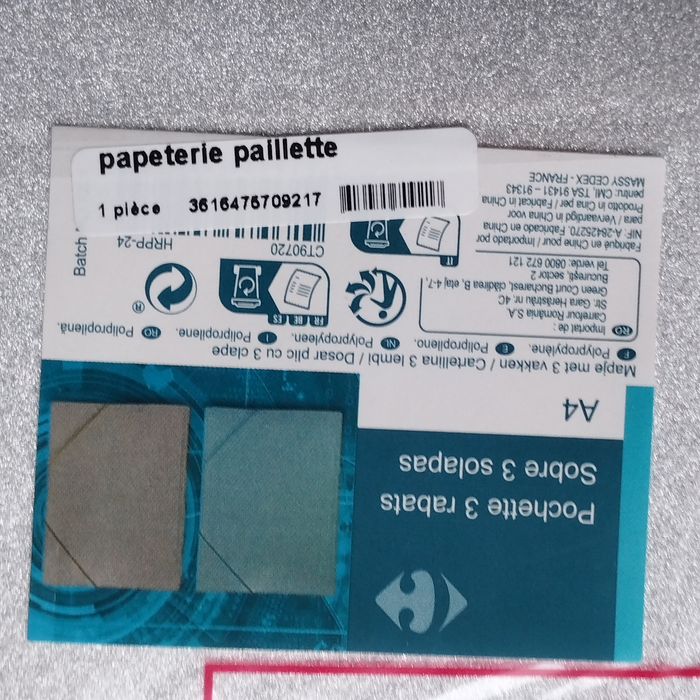 papeterie paillette
1 pièce 3616475709217
Pochette 3 rabats
Sobre 3 solapas
A4
Mapje met 3 vakken / Cartellina 3 lembi / Dosar plic cu 3 clape
F Polypropylène. E Polipropileno. NL Polypropyleen. I Polipropilene. RO Polipropilenă.
RO Importat de :
Carrefour România S.A.
Str. Gara Herăstrău nr. 4C
Green Court Bucharest, clădirea B, etaj 4-7,
București, sector 2
Tel verde: 0800 672 121
Fabriqué en Chine pour / Importado por
NIF: A-28425270. Fabricado en China
para / Vervaardigd in China voor
Prodotto in Cina per / Fabricat in China
pentru: CMI, TSA 91431 – 91343
MASSY CEDEX - FRANCE
FR BE ES
IT
®
CT90720
HRPP-24
Batch